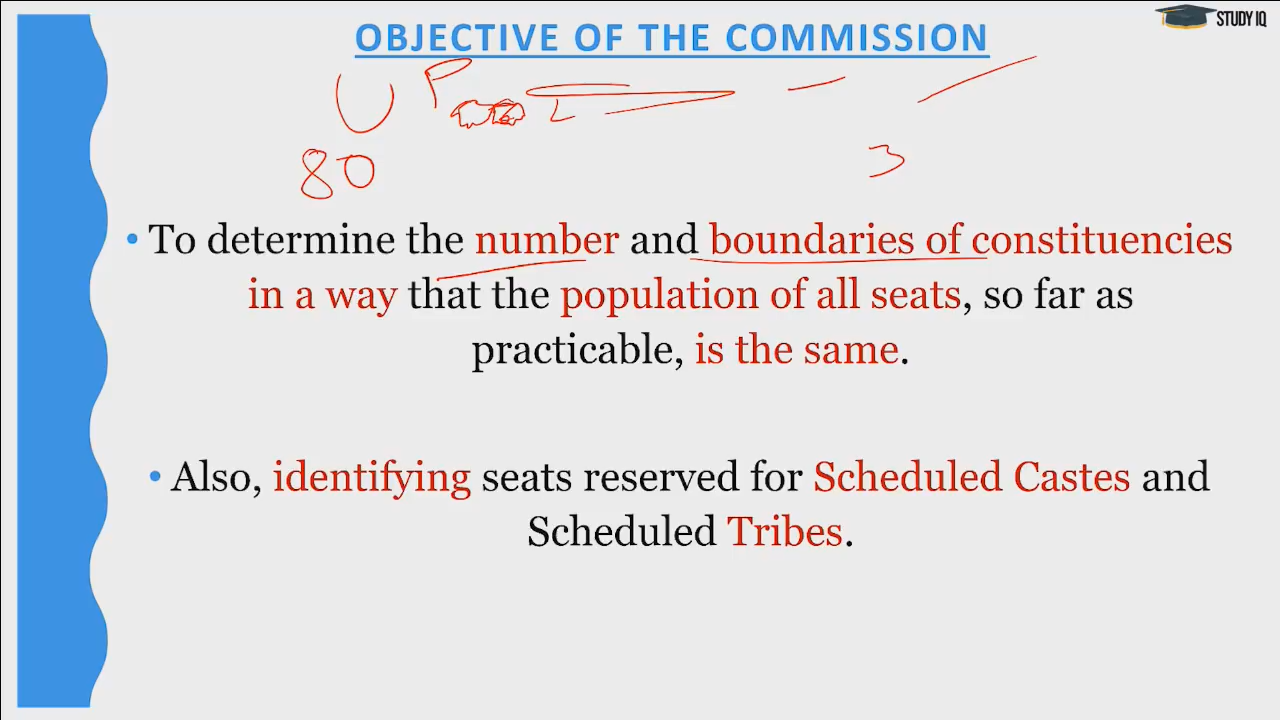 STUDY IQ
OBJECTIVE OF THE COMMISSION
UP
80
3
• To determine the number and boundaries of constituencies
in a way that the population of all seats, so far as
practicable, is the same.
• Also, identifying seats reserved for Scheduled Castes and
Scheduled Tribes.